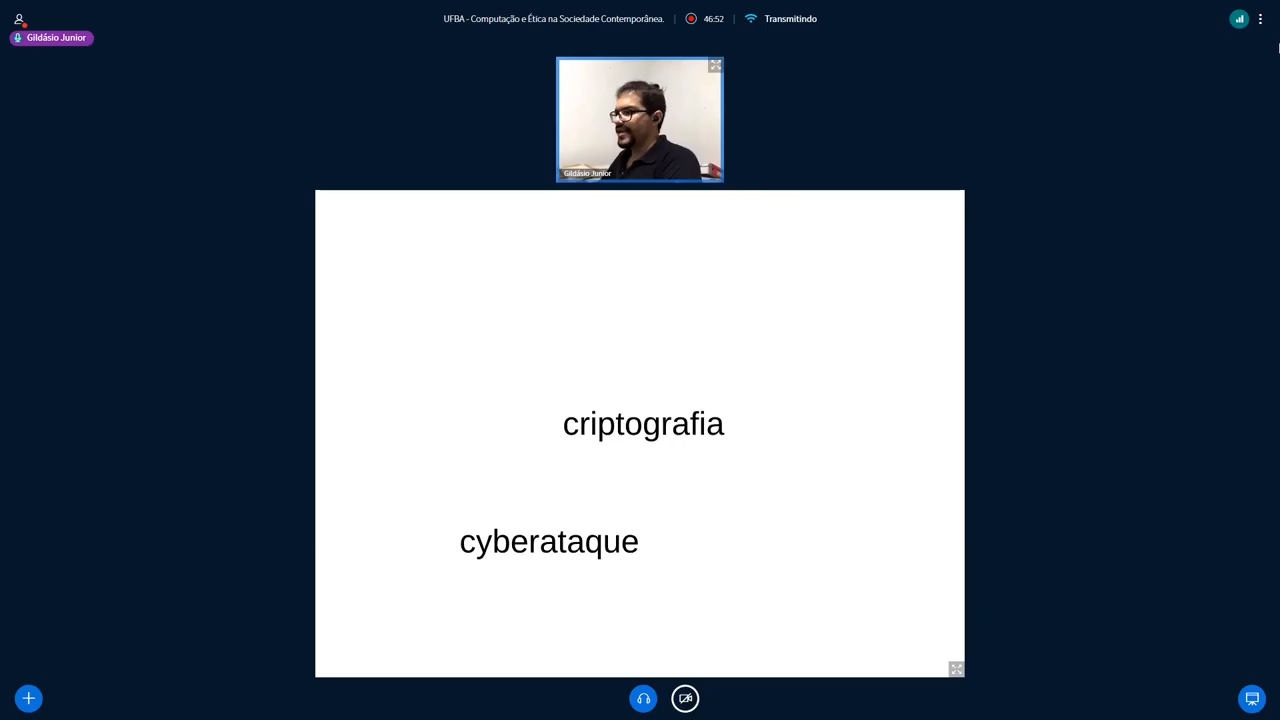 UFBA - Computação e Ética na Sociedade Contemporânea.
46:52
Transmitindo
Gildásio Junior
Gildásio Junior
criptografia
cyberataque